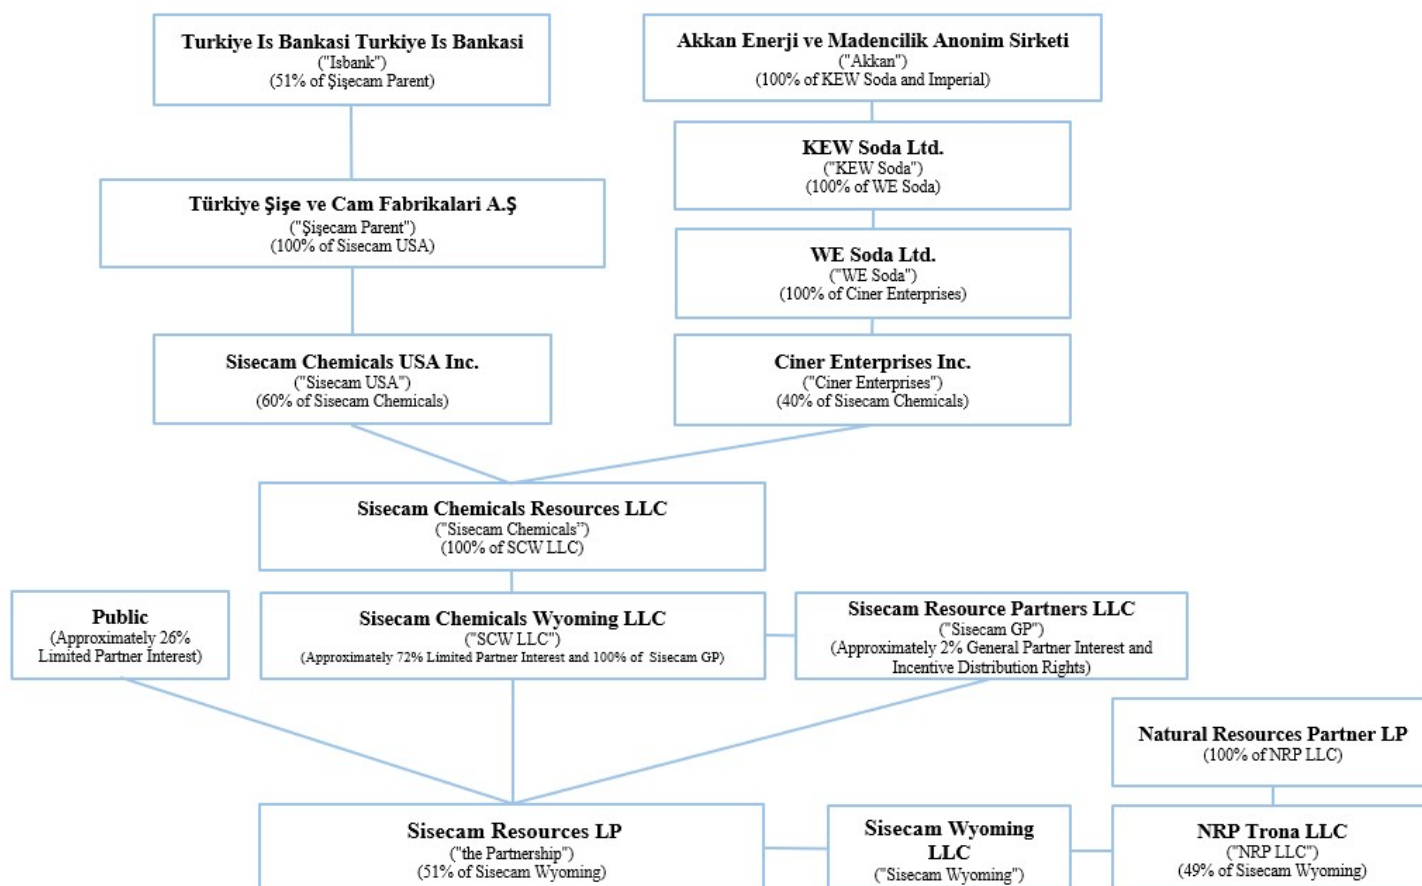 Turkiye Is Bankasi Turkiye Is Bankasi
("Isbank")
(51% of Şişecam Parent)
Akkan Enerji ve Madencilik Anonim Sirketi
("Akkan")
(100% of KEW Soda and Imperial)
KEW Soda Ltd.
("KEW Soda")
(100% of WE Soda)
Türkiye Şişe ve Cam Fabrikalari A.Ş
("Şişecam Parent")
(100% of Sisecam USA)
WE Soda Ltd.
("WE Soda")
(100% of Ciner Enterprises)
Sisecam Chemicals USA Inc.
("Sisecam USA")
(60% of Sisecam Chemicals)
Ciner Enterprises Inc.
("Ciner Enterprises")
(40% of Sisecam Chemicals)
Sisecam Chemicals Resources LLC
("Sisecam Chemicals”)
(100% of SCW LLC)
Public
(Approximately 26%
Limited Partner Interest)
Sisecam Chemicals Wyoming LLC
("SCW LLC")
(Approximately 72% Limited Partner Interest and 100% of Sisecam GP)
Sisecam Resource Partners LLC
("Sisecam GP")
(Approximately 2% General Partner Interest and
Incentive Distribution Rights)
Natural Resources Partner LP
(100% of NRP LLC)
Sisecam Resources LP
("the Partnership")
(51% of Sisecam Wyoming)
Sisecam Wyoming
LLC
("Sisecam Wyoming")
NRP Trona LLC
("NRP LLC")
(49% of Sisecam Wyoming)